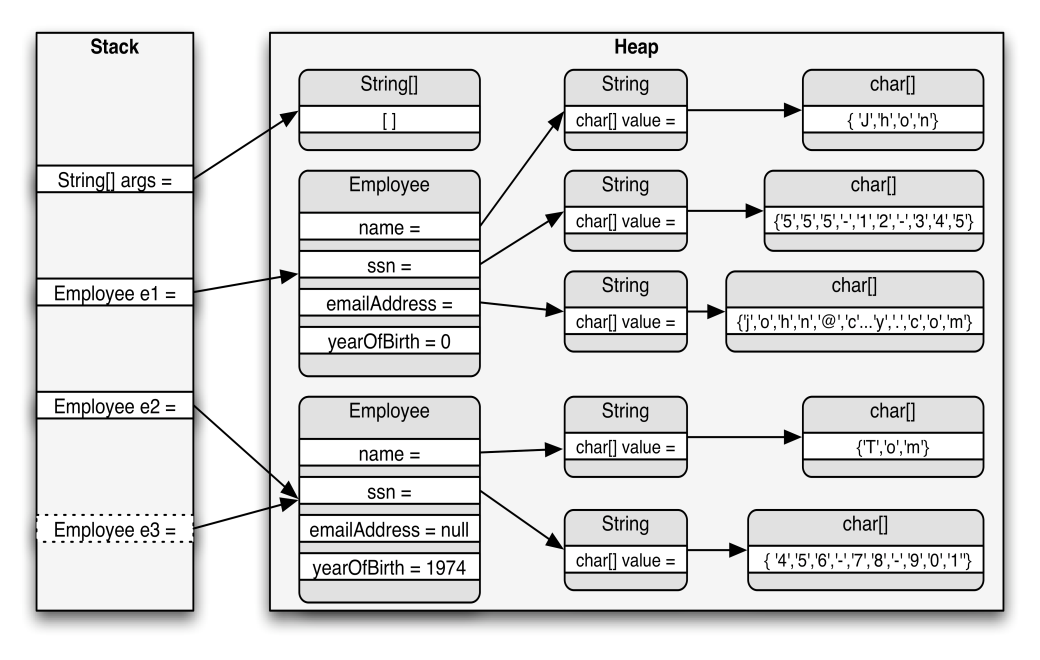 Stack
String[] args =
Employee e1 =
Employee e2 =
Employee e3 =
Heap
String[]
[ ]
String
char[] value =
char[]
{ 'J','h','o','n'}
Employee
name =
ssn =
emailAddress =
yearOfBirth = 0
String
char[] value =
char[]
{'5','5','5','-','1','2','-','3','4','5'}
String
char[] value =
char[]
{'j','o','h','n','@','c'...'y','.','c','o','m'}
Employee
name =
ssn =
emailAddress = null
yearOfBirth = 1974
String
char[] value =
char[]
{'T','o','m'}
String
char[] value =
char[]
{ '4','5','6','-','7','8','-','9','0','1"}